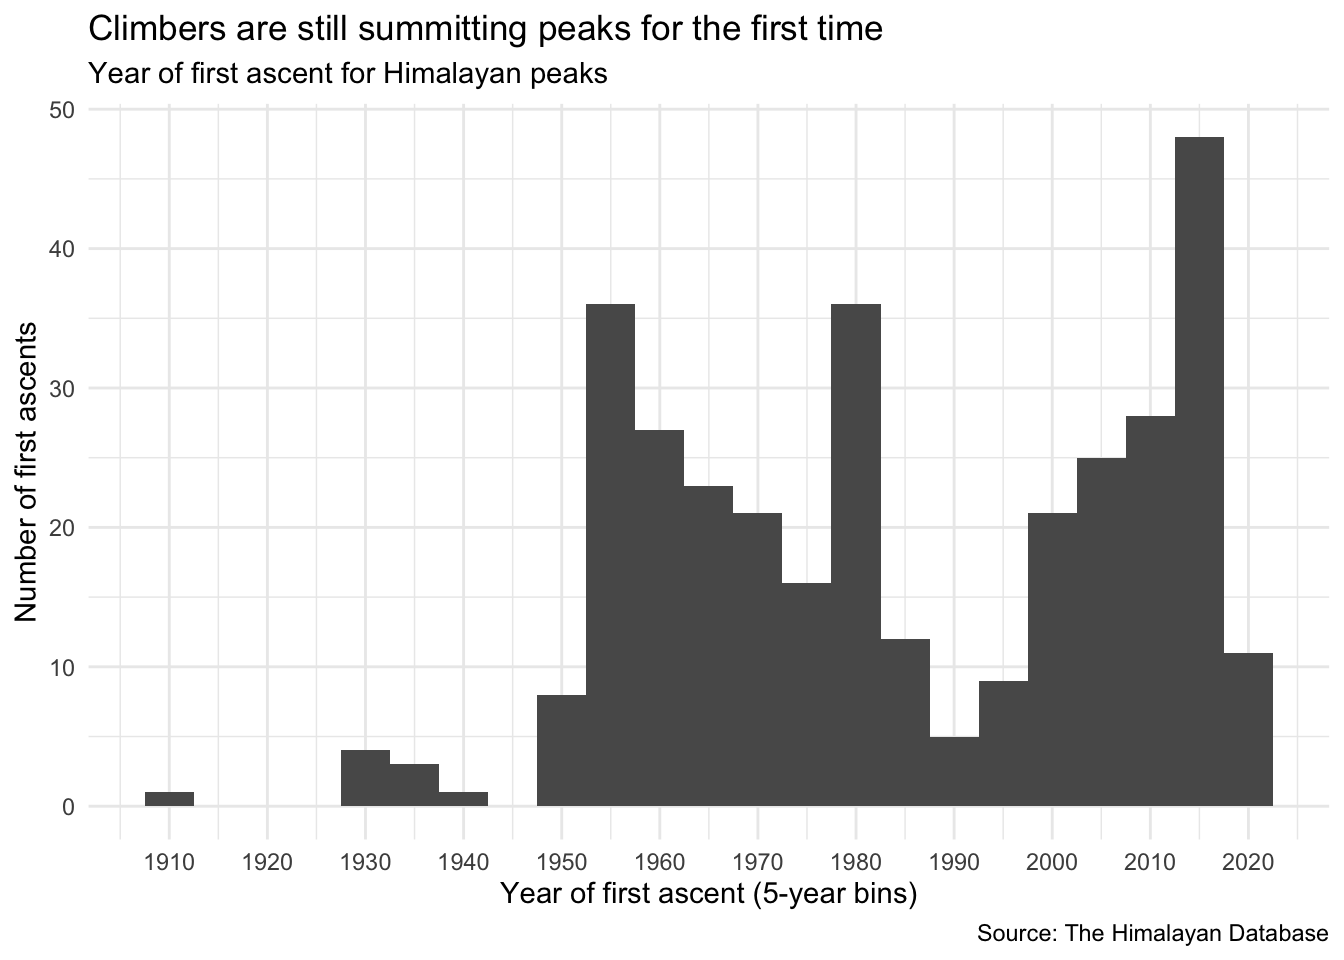 Climbers are still summitting peaks for the first time
Year of first ascent for Himalayan peaks
50
40
30
20
10
0
Number of first ascents
1910 1920 1930 1940 1950 1960 1970 1980 1990 2000 2010 2020
Year of first ascent (5-year bins)
Source: The Himalayan Database